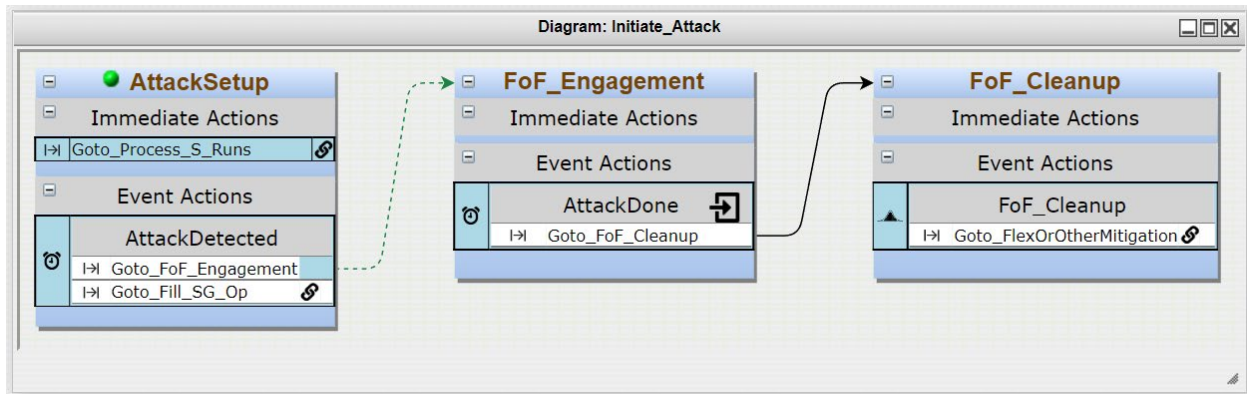 Diagram: Initiate_Attack
AttackSetup
Immediate Actions
Goto_Process_S_Runs
Event Actions
AttackDetected
Goto_FoF_Engagement
Goto_Fill_SG_Op
FoF_Engagement
Immediate Actions
Event Actions
AttackDone
Goto_FoF_Cleanup
FoF_Cleanup
Immediate Actions
Event Actions
FoF_Cleanup
Goto_FlexOrOtherMitigation